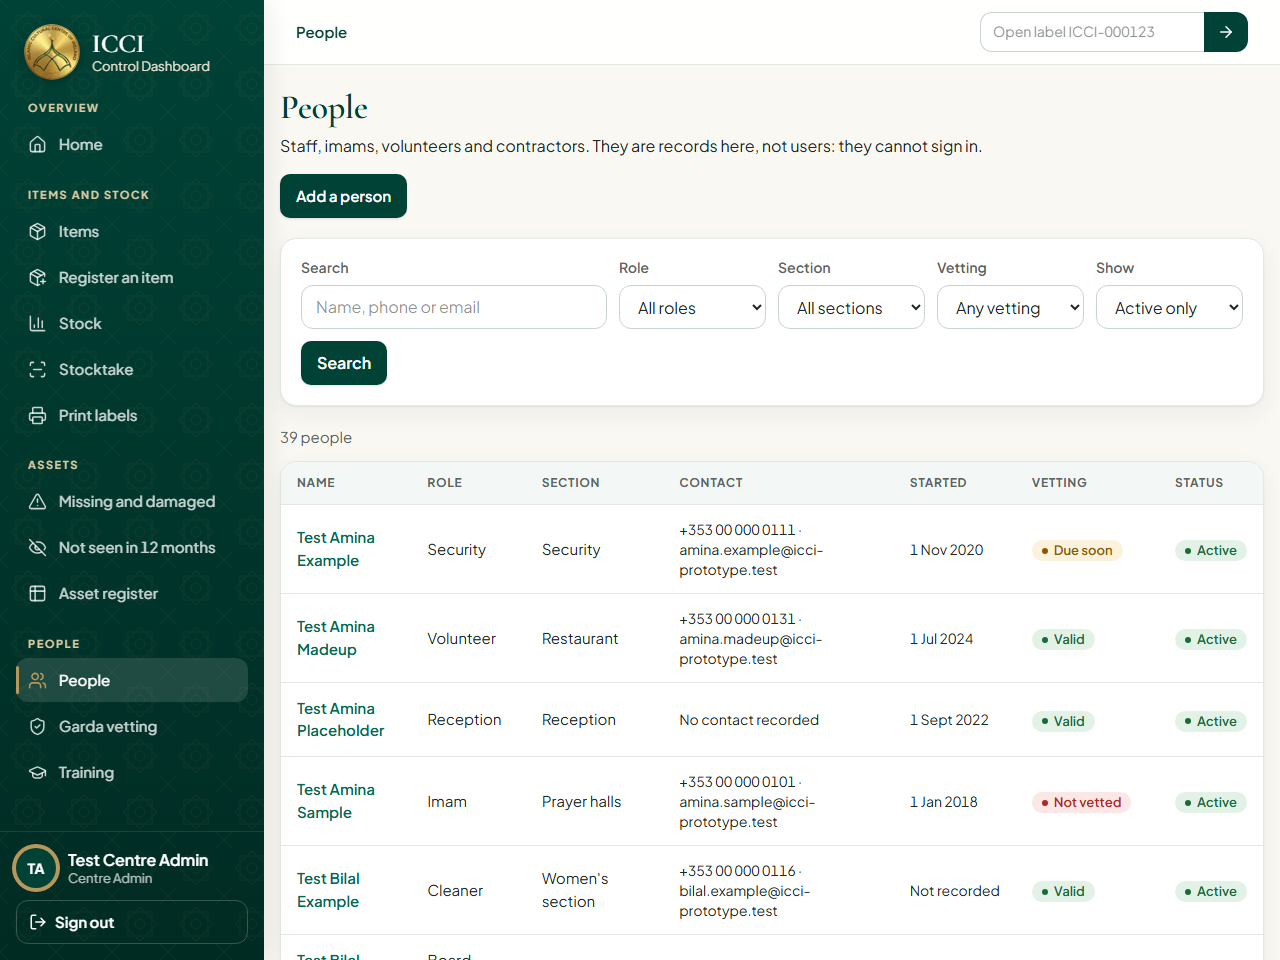 ICCI
Control Dashboard
OVERVIEW
Home
ITEMS AND STOCK
Items
Register an item
Stock
Stocktake
Print labels
ASSETS
Missing and damaged
Not seen in 12 months
Asset register
PEOPLE
People
Garda vetting
Training
TA
Test Centre Admin
Centre Admin
Sign out
People
Open label ICCI-000123
People
Staff, imams, volunteers and contractors. They are records here, not users: they cannot sign in.
Add a person
Search
Role
Section
Vetting
Show
Name, phone or email
All roles
All sections
Any vetting
Active only
Search
39 people
NAME ROLE SECTION CONTACT STARTED VETTING STATUS
Test Amina
Example
Security
Security
+353 00 000 0111 ·
amina.example@icci-
prototype.test
1 Nov 2020
Due soon
Active
Test Amina
Madeup
Volunteer
Restaurant
+353 00 000 0131 ·
amina.madeup@icci-
prototype.test
1 Jul 2024
Valid
Active
Test Amina
Placeholder
Reception
Reception
No contact recorded
1 Sept 2022
Valid
Active
Test Amina
Sample
Imam
Prayer halls
+353 00 000 0101 ·
amina.sample@icci-
prototype.test
1 Jan 2018
Not vetted
Active
Test Bilal
Example
Cleaner
Women's
section
+353 00 000 0116 ·
bilal.example@icci-
prototype.test
Not recorded
Valid
Active
Test Bilal
Board